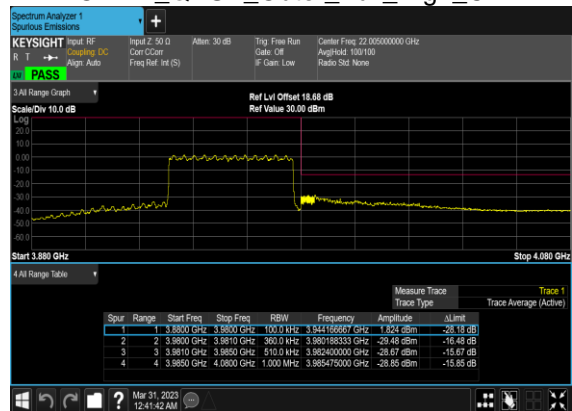 Spectrum Analyzer 1
Spurious Emissions
+
KEYSIGHT Input: RF Input Z: 50 Ω Atten: 30 dB Trig: Free Run Center Freq: 22.005000000 GHz
R T Coupling: DC Corr CCorr Gate: Off Avg|Hold: 100/100
Align: Auto Freq Ref: Int (S) IF Gain: Low Radio Std: None
PASS
3 All Range Graph
Ref Lvl Offset 18.68 dB
Scale/Div 10.0 dB Ref Value 30.00 dBm
Log
20.0
10.0
0.00
-10.0
-20.0
-30.0
-40.0
-50.0
-60.0
Start 3.880 GHz Stop 4.080 GHz
4 All Range Table
Measure Trace Trace 1
Trace Type Trace Average (Active)
Spur Range Start Freq Stop Freq RBW Frequency Amplitude ΔLimit
1 1 3.8800 GHz 3.9800 GHz 100.0 kHz 3.944166667 GHz 1.824 dBm -28.18 dB
2 2 3.9800 GHz 3.9810 GHz 360.0 kHz 3.980188333 GHz -29.48 dBm -16.48 dB
3 3 3.9810 GHz 3.9850 GHz 510.0 kHz 3.982400000 GHz -28.67 dBm -15.67 dB
4 4 3.9850 GHz 4.0800 GHz 1.000 MHz 3.985475000 GHz -28.85 dBm -15.85 dB
? Mar 31, 2023
12:41:42 AM